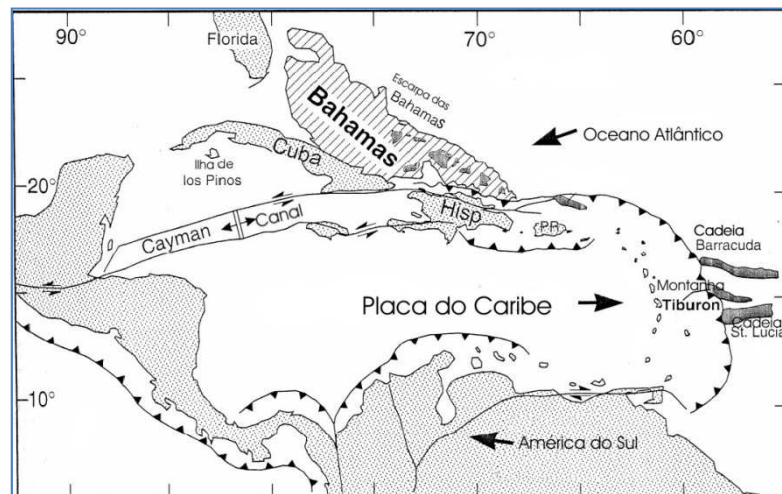 90°
70°
60°
Florida
Escarpa das
Bahamas
Bahamas
Oceano Atlântico
Cuba
Ilha de
los Pinos
20°
Hisp
P.R.
Canal
Cayman
Cadeia
Barracuda
Montanha
Tiburon
Placa do Caribe
Cadeia
St. Lucia
10°
América do Sul